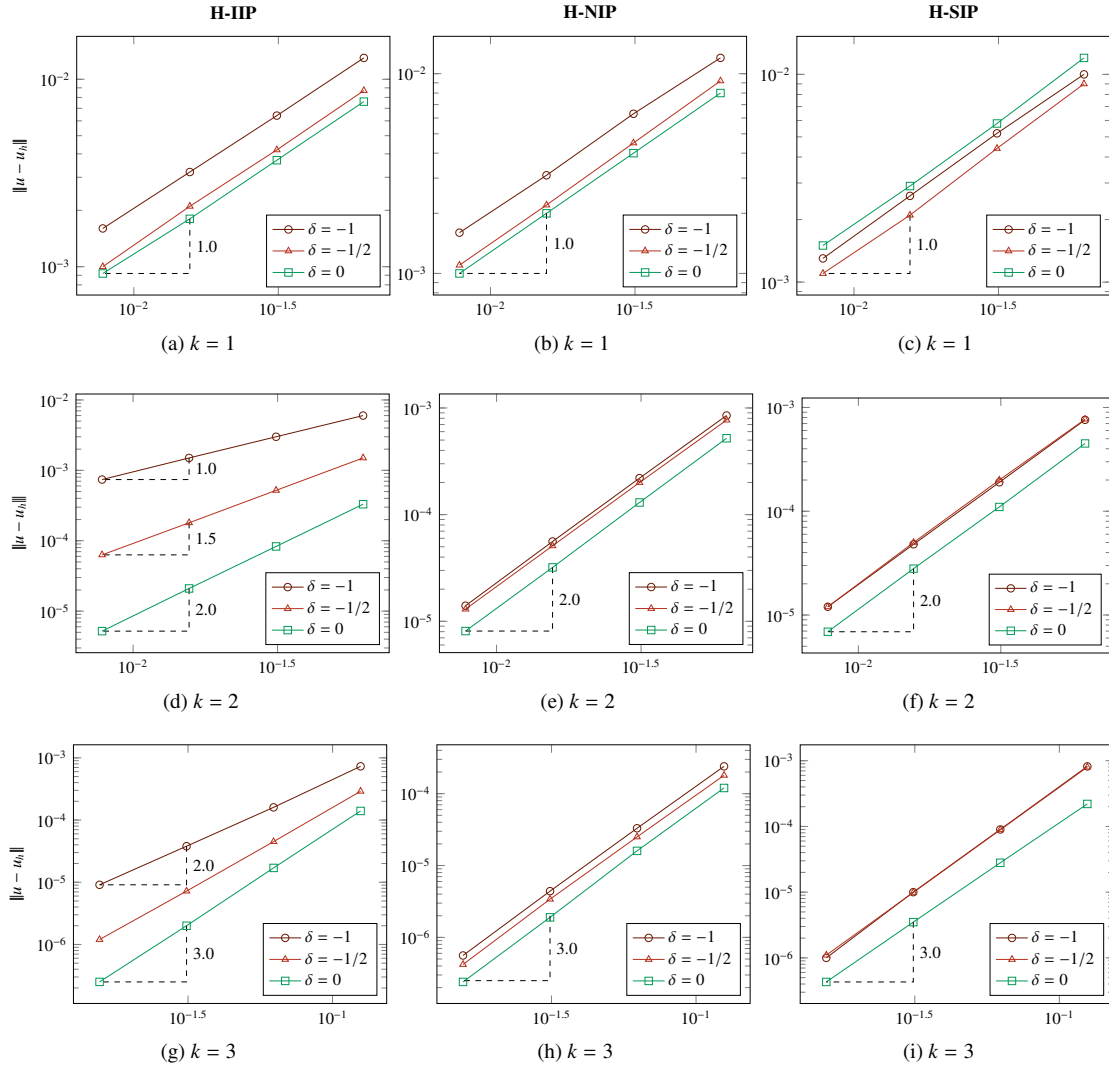 H-IIP
H-NIP
H-SIP
10⁻²
10⁻³
‖u − u_h‖
1.0
δ = −1
δ = −1/2
δ = 0
10⁻²
10⁻¹·⁵
(a) k = 1
10⁻²
10⁻³
1.0
δ = −1
δ = −1/2
δ = 0
10⁻²
10⁻¹·⁵
(b) k = 1
10⁻²
10⁻³
1.0
δ = −1
δ = −1/2
δ = 0
10⁻²
10⁻¹·⁵
(c) k = 1
10⁻²
10⁻³
10⁻⁴
10⁻⁵
‖u − u_h‖
1.0
1.5
2.0
δ = −1
δ = −1/2
δ = 0
10⁻²
10⁻¹·⁵
(d) k = 2
10⁻³
10⁻⁴
10⁻⁵
2.0
δ = −1
δ = −1/2
δ = 0
10⁻²
10⁻¹·⁵
(e) k = 2
10⁻³
10⁻⁴
10⁻⁵
2.0
δ = −1
δ = −1/2
δ = 0
10⁻²
10⁻¹·⁵
(f) k = 2
10⁻³
10⁻⁴
10⁻⁵
10⁻⁶
‖u − u_h‖
2.0
3.0
δ = −1
δ = −1/2
δ = 0
10⁻¹·⁵
10⁻¹
(g) k = 3
10⁻⁴
10⁻⁵
10⁻⁶
3.0
δ = −1
δ = −1/2
δ = 0
10⁻¹·⁵
10⁻¹
(h) k = 3
10⁻³
10⁻⁴
10⁻⁵
10⁻⁶
3.0
δ = −1
δ = −1/2
δ = 0
10⁻¹·⁵
10⁻¹
(i) k = 3